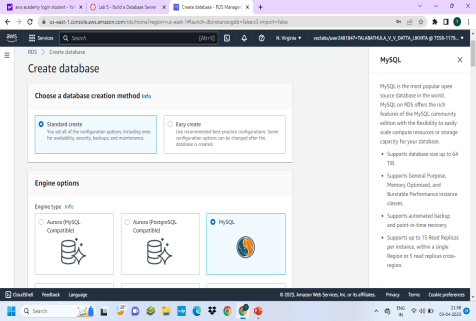 aws academy login student - Yah
Lab 5 - Build a Database Server
Create database - RDS Manager
us-east-1.console.aws.amazon.com/rds/home?region=us-east-1#launch-dbinstance:gdb=false;s3-import=false
aws
Services
Search
[Alt+S]
N. Virginia
RDS > Create database
Create database
Choose a database creation method Info
Standard create
You set all of the configuration options, including ones
for availability, security, backups, and maintenance.
Easy create
Use recommended best-practice configurations. Some
configuration options can be changed after the
database is created.
Engine options
Engine type Info
Aurora (MySQL
Compatible)
Aurora (PostgreSQL
Compatible)
MySQL
MySQL
MySQL is the most popular open
source database in the world.
MySQL on RDS offers the rich
features of the MySQL community
edition with the flexibility to easily
scale compute resources or storage
capacity for your database.
• Supports database size up to 64
TiB.
• Supports General Purpose,
Memory Optimized, and
Burstable Performance instance
classes.
• Supports automated backup
and point-in-time recovery.
• Supports up to 15 Read Replicas
per instance, within a single
Region or 5 read replicas cross-
region.
CloudShell Feedback Language
© 2023, Amazon Web Services, Inc. or its affiliates. Privacy Terms Cookie preferences
Search
ENG
IN
03-04-2023